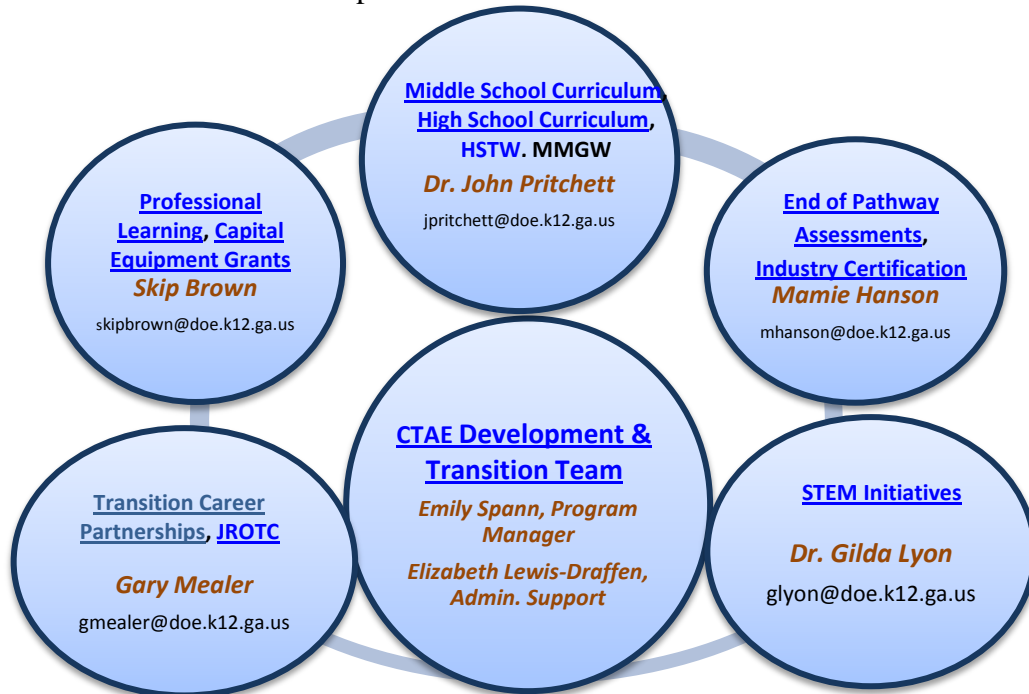 p
Middle School Curriculum,
High School Curriculum,
HSTW. MMGW
Dr. John Pritchett
jpritchett@doe.k12.ga.us
Professional
Learning, Capital
Equipment Grants
Skip Brown
skipbrown@doe.k12.ga.us
End of Pathway
Assessments,
Industry Certification
Mamie Hanson
mhanson@doe.k12.ga.us
CTAE Development &
Transition Team
Emily Spann, Program
Manager
Elizabeth Lewis-Draffen,
Admin. Support
Transition Career
Partnerships, JROTC
Gary Mealer
gmealer@doe.k12.ga.us
STEM Initiatives
Dr. Gilda Lyon
glyon@doe.k12.ga.us